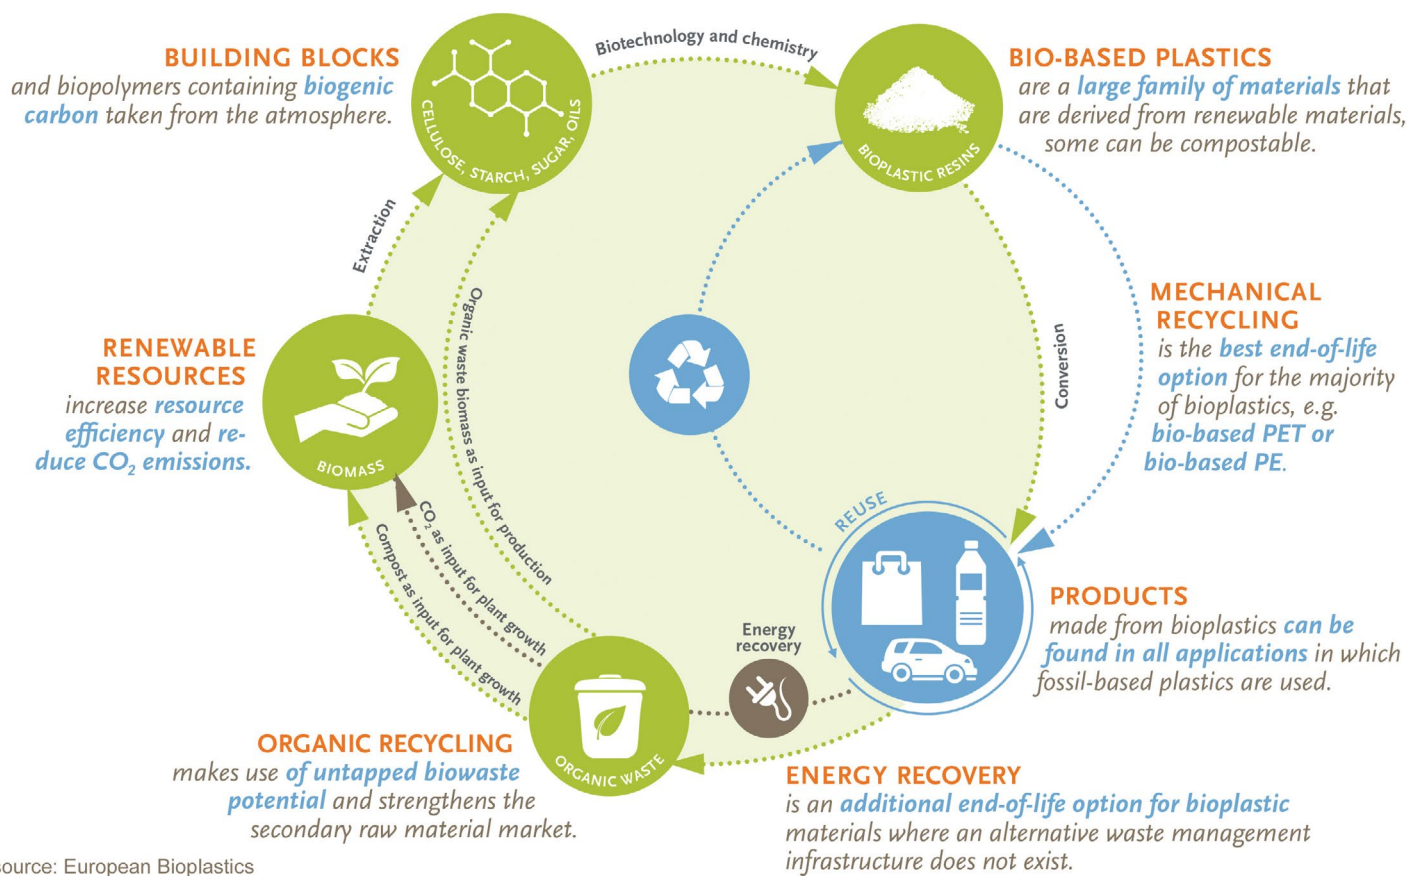 BUILDING BLOCKS
and biopolymers containing biogenic
carbon taken from the atmosphere.
CELLULOSE, STARCH, SUGAR, OILS
Biotechnology and chemistry
BIOPLASTIC RESINS
BIO-BASED PLASTICS
are a large family of materials that
are derived from renewable materials,
some can be compostable.
Extraction
Organic waste biomass as input for production
Conversion
MECHANICAL
RECYCLING
is the best end-of-life
option for the majority
of bioplastics, e.g.
bio-based PET or
bio-based PE.
RENEWABLE
RESOURCES
increase resource
efficiency and re-
duce CO₂ emissions.
BIOMASS
CO₂ as input for plant growth
Compost as input for plant growth
REUSE
PRODUCTS
made from bioplastics can be
found in all applications in which
fossil-based plastics are used.
Energy
recovery
ORGANIC WASTE
ORGANIC RECYCLING
makes use of untapped biowaste
potential and strengthens the
secondary raw material market.
ENERGY RECOVERY
is an additional end-of-life option for bioplastic
materials where an alternative waste management
infrastructure does not exist.
source: European Bioplastics